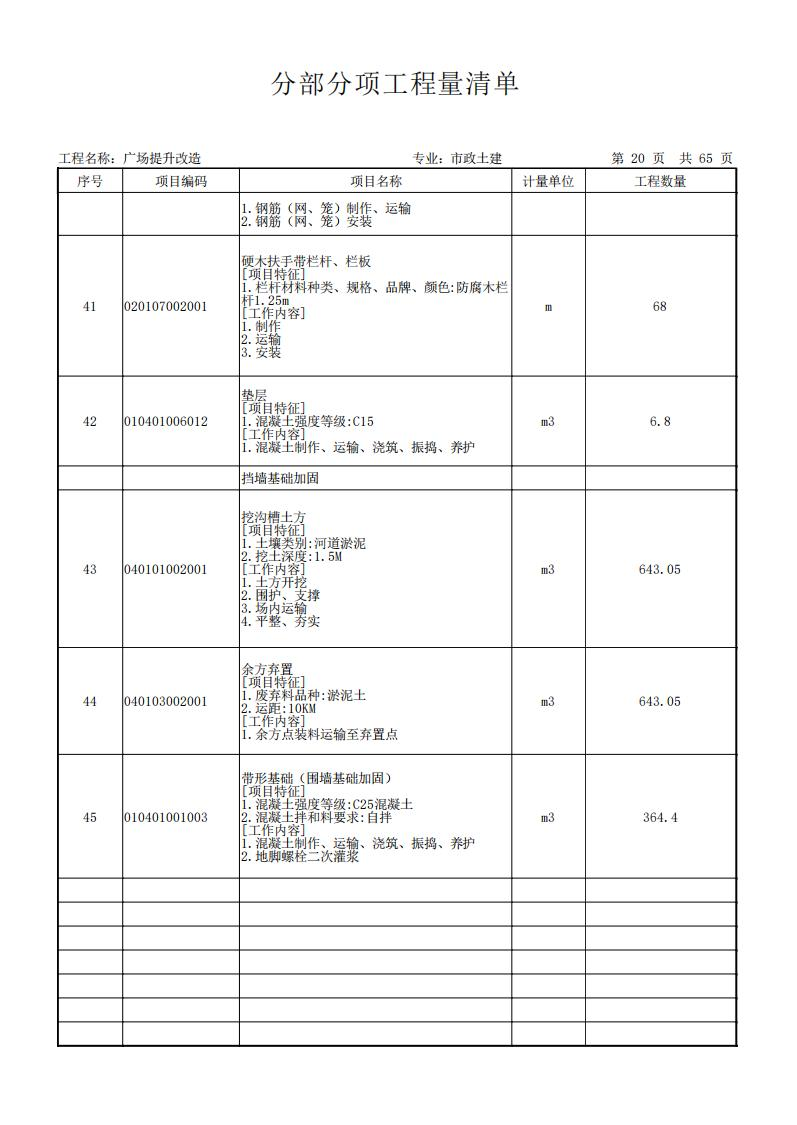 分部分项工程量清单
工程名称: 广场提升改造 专业: 市政土建 第 20 页 共 65 页
序号 项目编码 项目名称 计量单位 工程数量
1.钢筋（网、笼）制作、运输
2.钢筋（网、笼）安装
41 020107002001 硬木扶手带栏杆、栏板
[项目特征]
1.栏杆材料种类、规格、品牌、颜色:防腐木栏
杆1.25m
[工作内容]
1.制作
2.运输
3.安装
m 68
42 010401006012 垫层
[项目特征]
1.混凝土强度等级:C15
[工作内容]
1.混凝土制作、运输、浇筑、振捣、养护
m3 6.8
挡墙基础加固
43 040101002001 挖沟槽土方
[项目特征]
1.土壤类别:河道淤泥
2.挖土深度:1.5M
[工作内容]
1.土方开挖
2.围护、支撑
3.场内运输
4.平整、夯实
m3 643.05
44 040103002001 余方弃置
[项目特征]
1.废弃料品种:淤泥土
2.运距:10KM
[工作内容]
1.余方点装料运输至弃置点
m3 643.05
45 010401001003 带形基础（围墙基础加固）
[项目特征]
1.混凝土强度等级:C25混凝土
2.混凝土拌和料要求:自拌
[工作内容]
1.混凝土制作、运输、浇筑、振捣、养护
2.地脚螺栓二次灌浆
m3 364.4